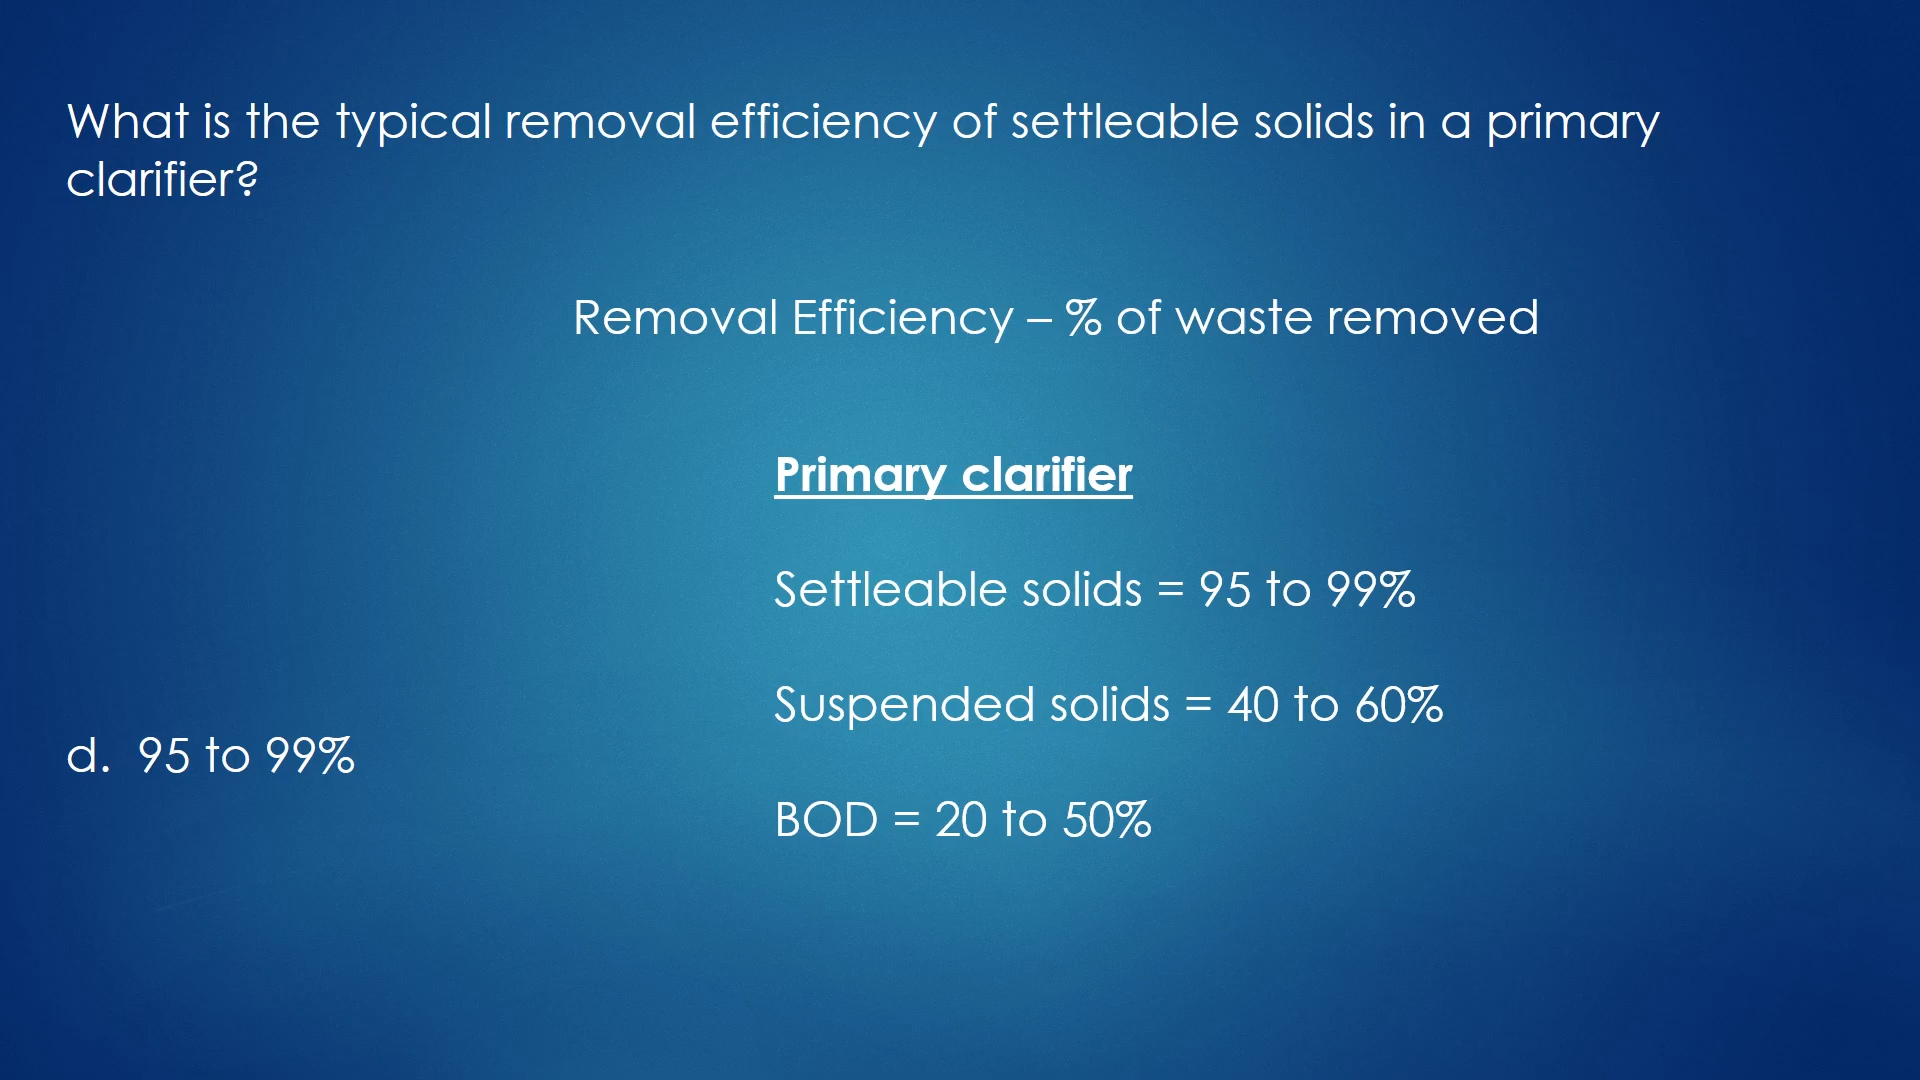 What is the typical removal efficiency of settleable solids in a primary
clarifier?
Removal Efficiency – % of waste removed
Primary clarifier
Settleable solids = 95 to 99%
Suspended solids = 40 to 60%
d. 95 to 99%
BOD = 20 to 50%